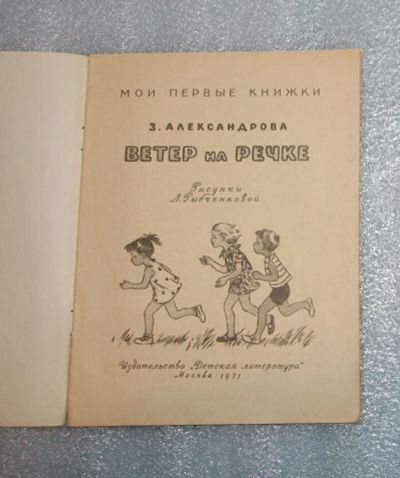 МОИ ПЕРВЫЕ КНИЖКИ
З. АЛЕКСАНДРОВА
ВЕТЕР на РЕЧКЕ
Рисунки
Л. Рыбченковой
Издательство „Детская литература"
Москва - 1971